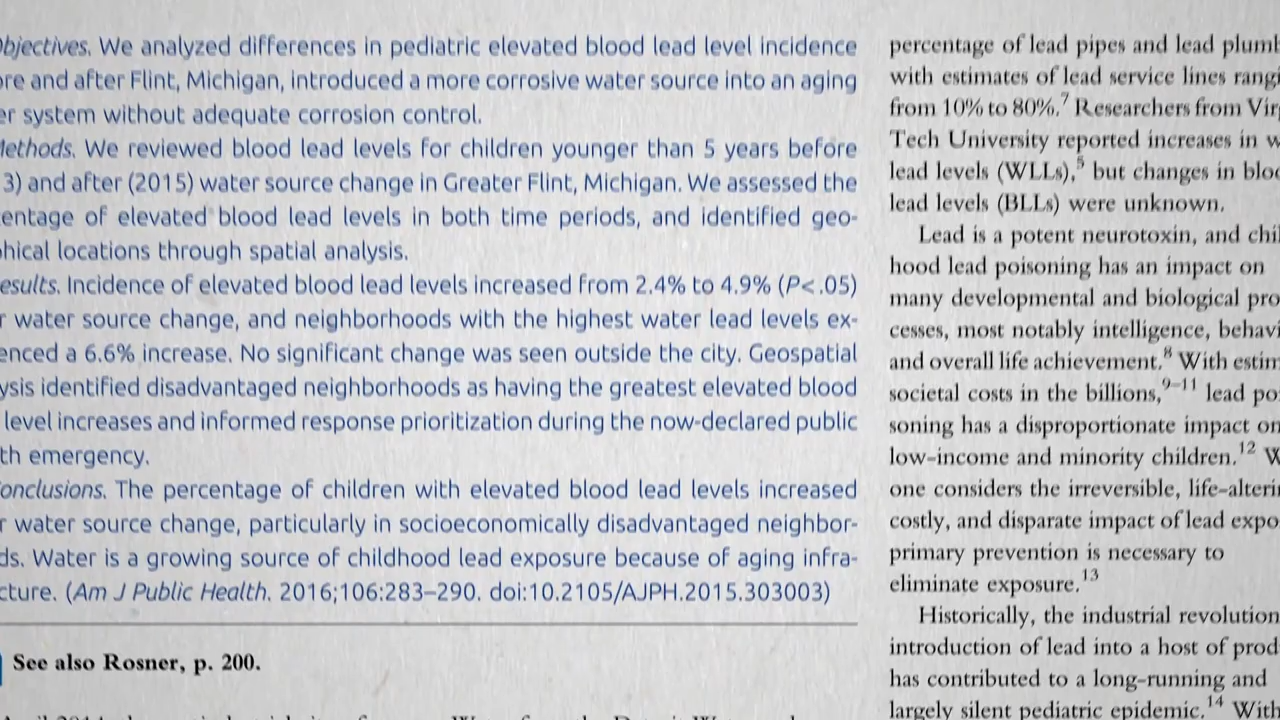 Objectives. We analyzed differences in pediatric elevated blood lead level incidence
ore and after Flint, Michigan, introduced a more corrosive water source into an aging
er system without adequate corrosion control.
Methods. We reviewed blood lead levels for children younger than 5 years before
3) and after (2015) water source change in Greater Flint, Michigan. We assessed the
entage of elevated blood lead levels in both time periods, and identified geo-
hical locations through spatial analysis.
esults. Incidence of elevated blood lead levels increased from 2.4% to 4.9% (P<.05)
r water source change, and neighborhoods with the highest water lead levels ex-
enced a 6.6% increase. No significant change was seen outside the city. Geospatial
ysis identified disadvantaged neighborhoods as having the greatest elevated blood
level increases and informed response prioritization during the now-declared public
th emergency.
onclusions. The percentage of children with elevated blood lead levels increased
r water source change, particularly in socioeconomically disadvantaged neighbor-
ds. Water is a growing source of childhood lead exposure because of aging infra-
cture. (Am J Public Health. 2016;106:283–290. doi:10.2105/AJPH.2015.303003)
See also Rosner, p. 200.
percentage of lead pipes and lead plumb
with estimates of lead service lines rangi
from 10% to 80%.7 Researchers from Vir
Tech University reported increases in w
lead levels (WLLs),5 but changes in bloo
lead levels (BLLs) were unknown.
Lead is a potent neurotoxin, and chil
hood lead poisoning has an impact on
many developmental and biological pro
cesses, most notably intelligence, behavi
and overall life achievement.8 With estim
societal costs in the billions,9–11 lead po
soning has a disproportionate impact on
low-income and minority children.12 W
one considers the irreversible, life-alterin
costly, and disparate impact of lead expo
primary prevention is necessary to
eliminate exposure.13
Historically, the industrial revolution
introduction of lead into a host of prod
has contributed to a long-running and
largely silent pediatric epidemic.14 With